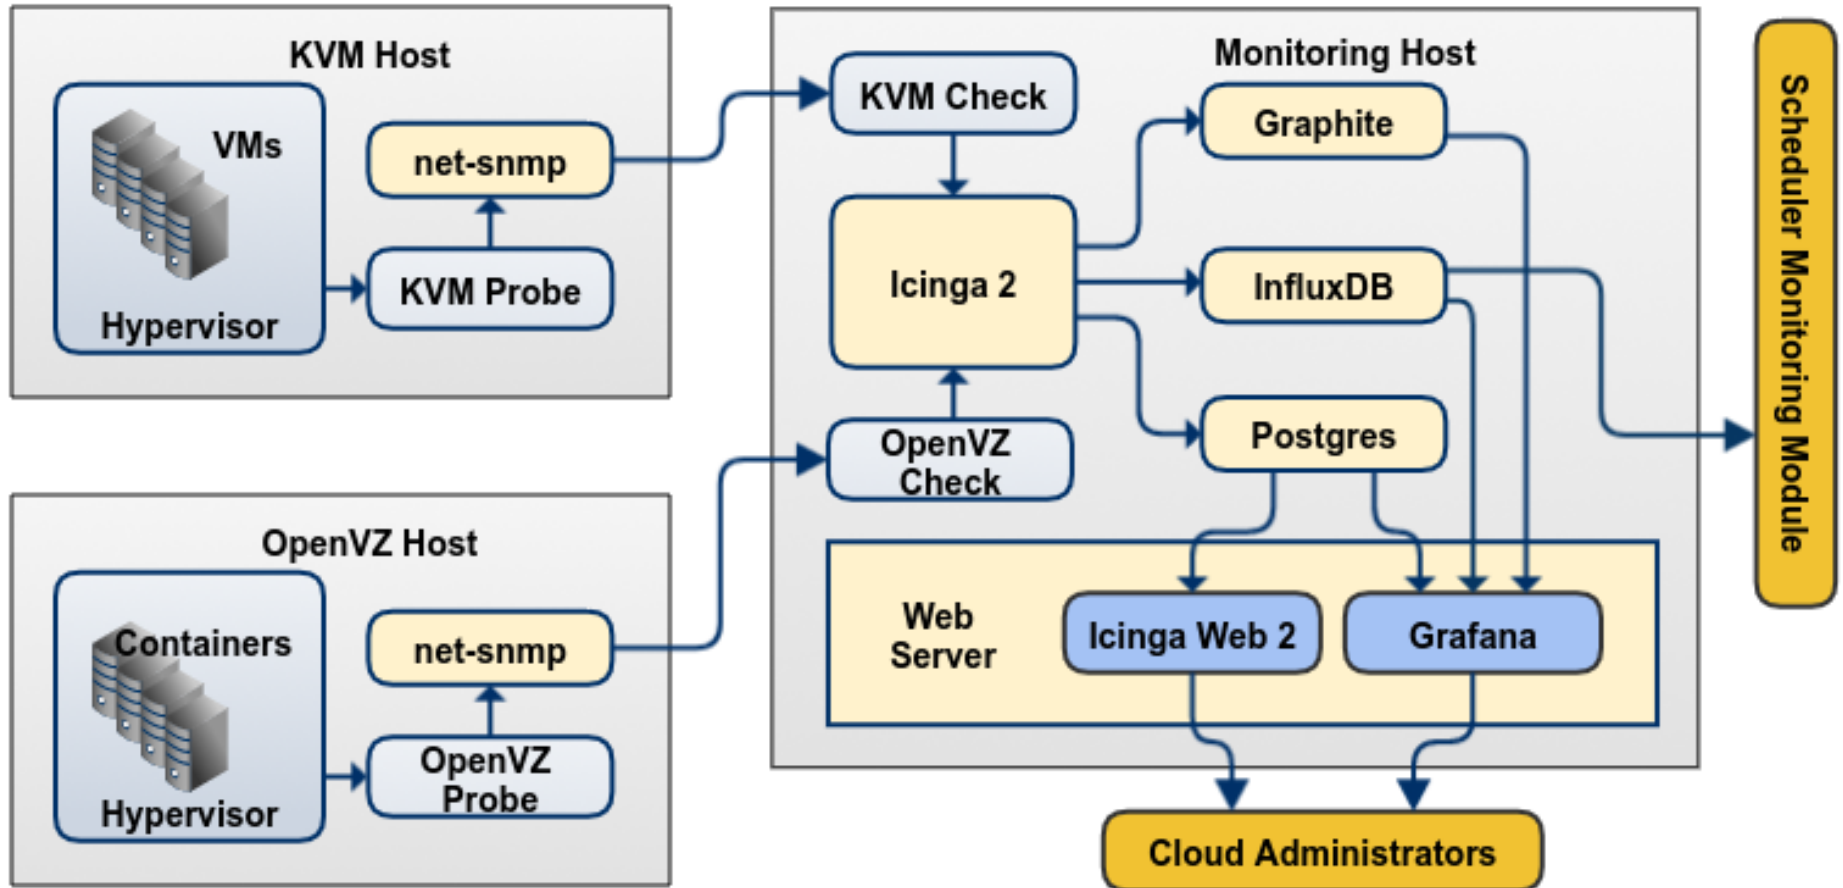 KVM Host
VMs
Hypervisor
net-snmp
KVM Probe
OpenVZ Host
Containers
Hypervisor
net-snmp
OpenVZ
Probe
Monitoring Host
KVM Check
Icinga 2
OpenVZ
Check
Graphite
InfluxDB
Postgres
Web
Server
Icinga Web 2
Grafana
Cloud Administrators
Scheduler Monitoring Module